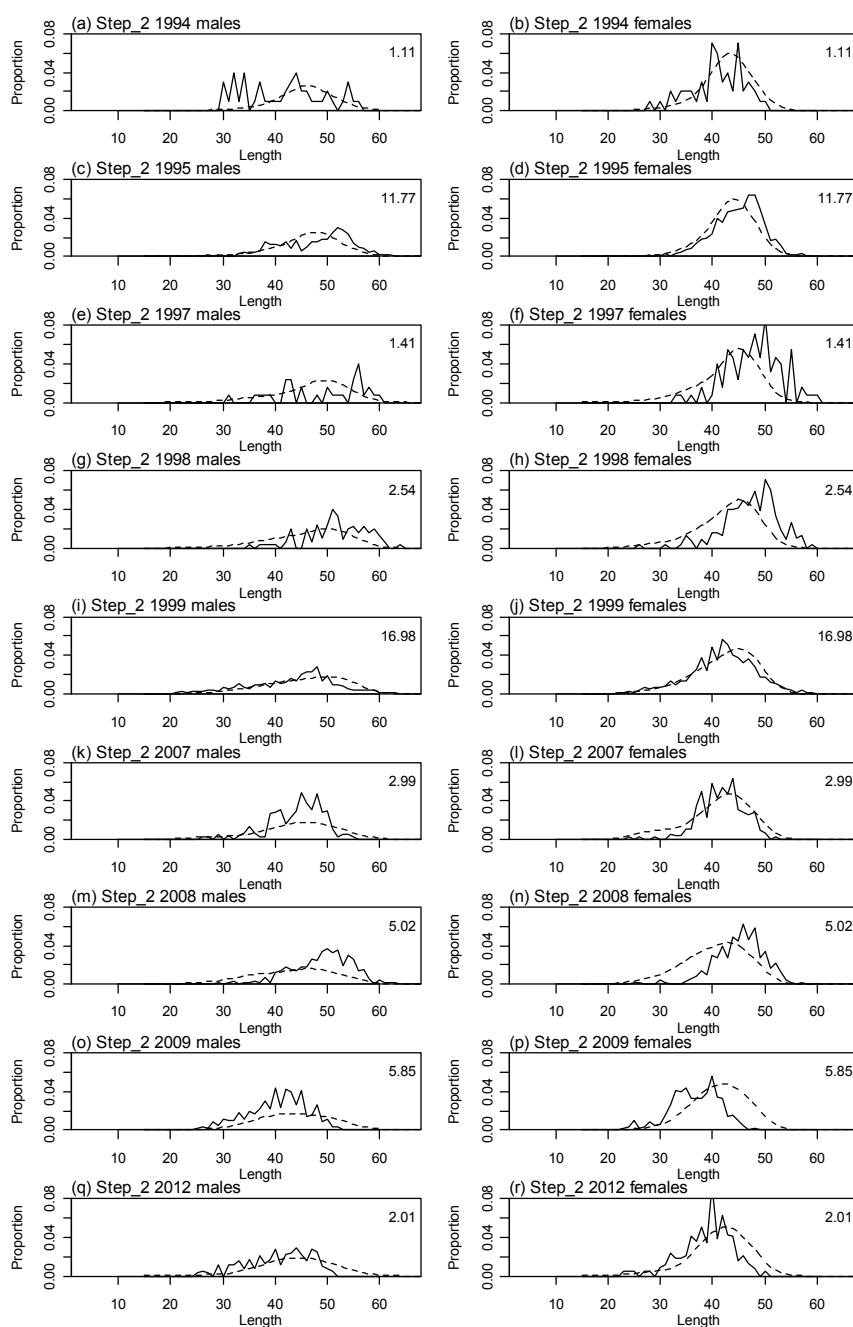 (a) Step_2 1994 males
Proportion
0.00 0.04 0.08
1.11
10 20 30 40 50 60
Length
(b) Step_2 1994 females
Proportion
0.00 0.04 0.08
1.11
10 20 30 40 50 60
Length
(c) Step_2 1995 males
Proportion
0.00 0.04 0.08
11.77
10 20 30 40 50 60
Length
(d) Step_2 1995 females
Proportion
0.00 0.04 0.08
11.77
10 20 30 40 50 60
Length
(e) Step_2 1997 males
Proportion
0.00 0.04 0.08
1.41
10 20 30 40 50 60
Length
(f) Step_2 1997 females
Proportion
0.00 0.04 0.08
1.41
10 20 30 40 50 60
Length
(g) Step_2 1998 males
Proportion
0.00 0.04 0.08
2.54
10 20 30 40 50 60
Length
(h) Step_2 1998 females
Proportion
0.00 0.04 0.08
2.54
10 20 30 40 50 60
Length
(i) Step_2 1999 males
Proportion
0.00 0.04 0.08
16.98
10 20 30 40 50 60
Length
(j) Step_2 1999 females
Proportion
0.00 0.04 0.08
16.98
10 20 30 40 50 60
Length
(k) Step_2 2007 males
Proportion
0.00 0.04 0.08
2.99
10 20 30 40 50 60
Length
(l) Step_2 2007 females
Proportion
0.00 0.04 0.08
2.99
10 20 30 40 50 60
Length
(m) Step_2 2008 males
Proportion
0.00 0.04 0.08
5.02
10 20 30 40 50 60
Length
(n) Step_2 2008 females
Proportion
0.00 0.04 0.08
5.02
10 20 30 40 50 60
Length
(o) Step_2 2009 males
Proportion
0.00 0.04 0.08
5.85
10 20 30 40 50 60
Length
(p) Step_2 2009 females
Proportion
0.00 0.04 0.08
5.85
10 20 30 40 50 60
Length
(q) Step_2 2012 males
Proportion
0.00 0.04 0.08
2.01
10 20 30 40 50 60
Length
(r) Step_2 2012 females
Proportion
0.00 0.04 0.08
2.01
10 20 30 40 50 60
Length